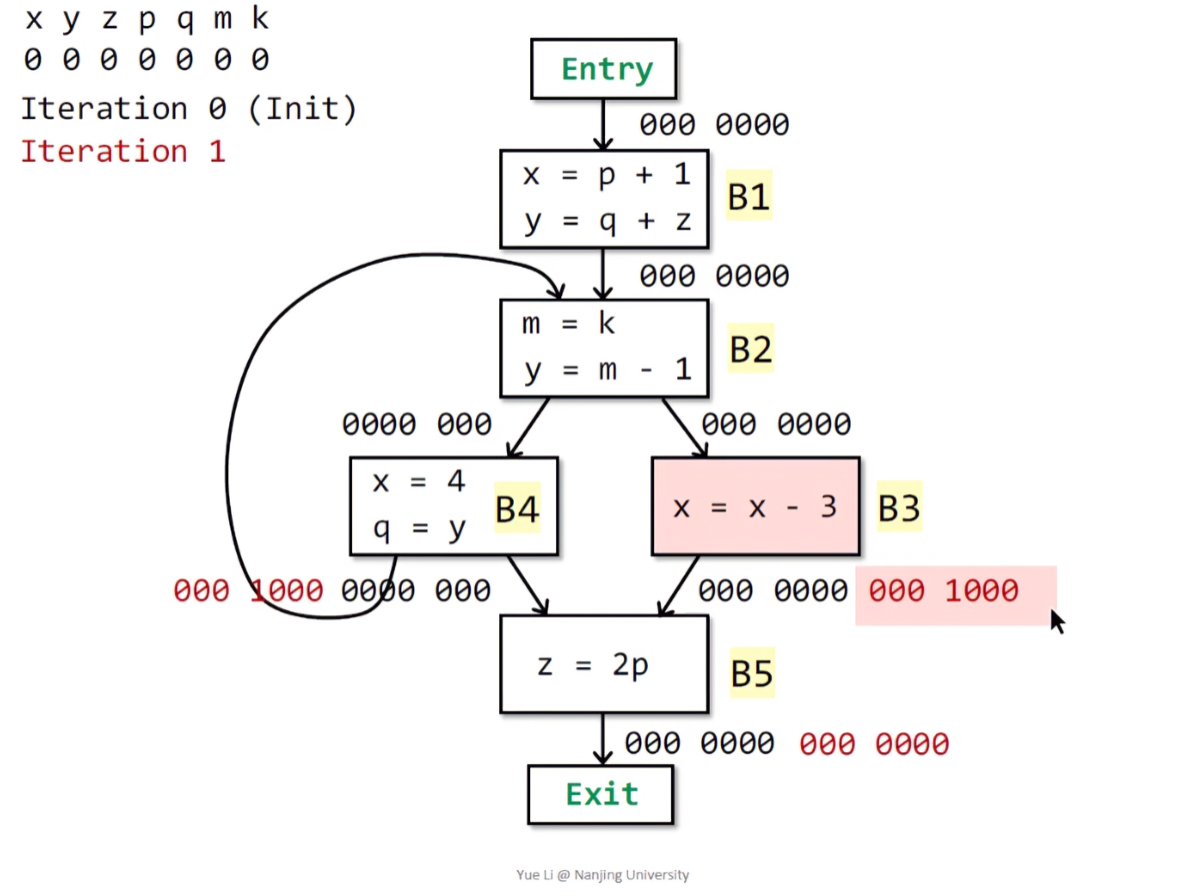 x y z p q m k
0 0 0 0 0 0 0
Iteration 0 (Init)
Iteration 1
Entry
000 0000
x = p + 1
y = q + z
B1
000 0000
m = k
y = m - 1
B2
0000 000
000 0000
x = 4
q = y
B4
x = x - 3
B3
000 1000 0000 000
000 0000 000 1000
z = 2p
B5
000 0000 000 0000
Exit
Yue Li @ Nanjing University